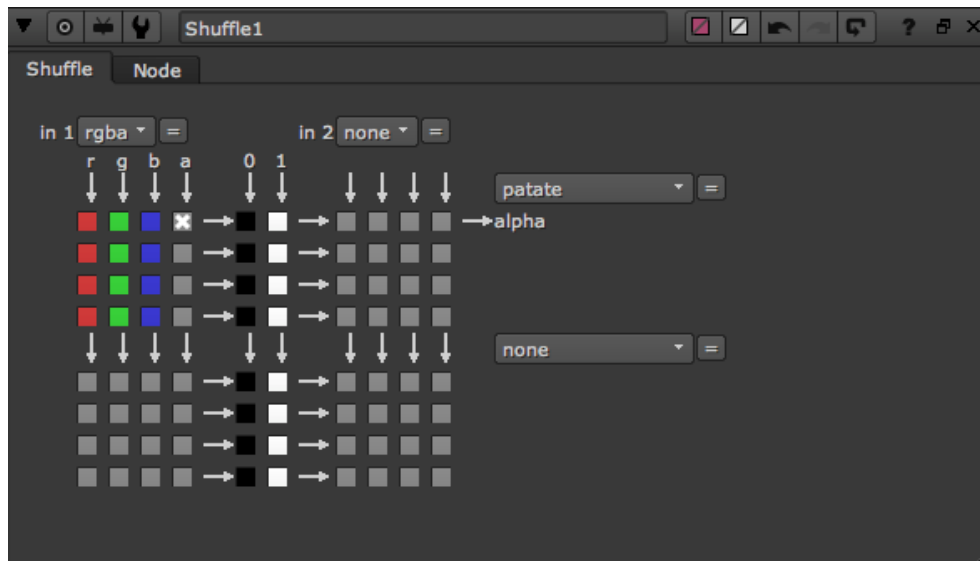 Shuffle1 ?
Shuffle Node
in 1 rgba = in 2 none =
r g b a 0 1
patate =
alpha
none =